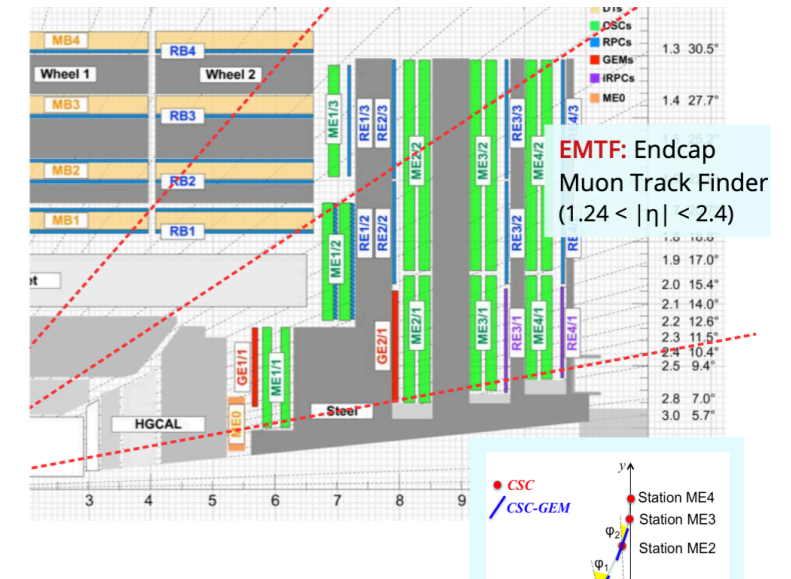 MB4
RB4
Wheel 1
Wheel 2
MB3
RB3
MB2
RB2
MB1
RB1
HGCAL
ME0
GE1/1
ME1/1
ME1/2
ME1/3
RE1/3
RE2/3
RE1/2
RE2/2
GE2/1
ME2/2
ME2/1
ME3/2
ME3/1
RE3/3
RE3/2
RE3/1
ME4/2
ME4/1
RE4/1
Steel
CSCs
RPCs
GEMs
iRPCs
ME0
1.3 30.5°
1.4 27.7°
EMTF: Endcap
Muon Track Finder
(1.24 < |η| < 2.4)
1.9 17.0°
2.0 15.4°
2.1 14.0°
2.2 12.6°
2.3 11.5°
2.4 10.4°
2.5 9.4°
2.8 7.0°
3.0 5.7°
3 4 5 6 7 8 9
CSC
CSC-GEM
y
Station ME4
Station ME3
Station ME2
φ2
φ1